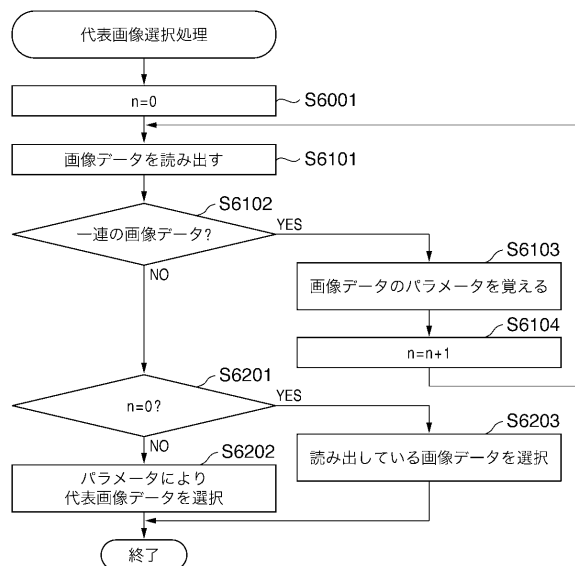 代表画像選択処理
n=0
S6001
画像データを読み出す
S6101
S6102
一連の画像データ?
YES
NO
S6103
画像データのパラメータを覚える
S6104
n=n+1
S6201
n=0?
YES
NO
S6203
読み出している画像データを選択
S6202
パラメータにより
代表画像データを選択
終了